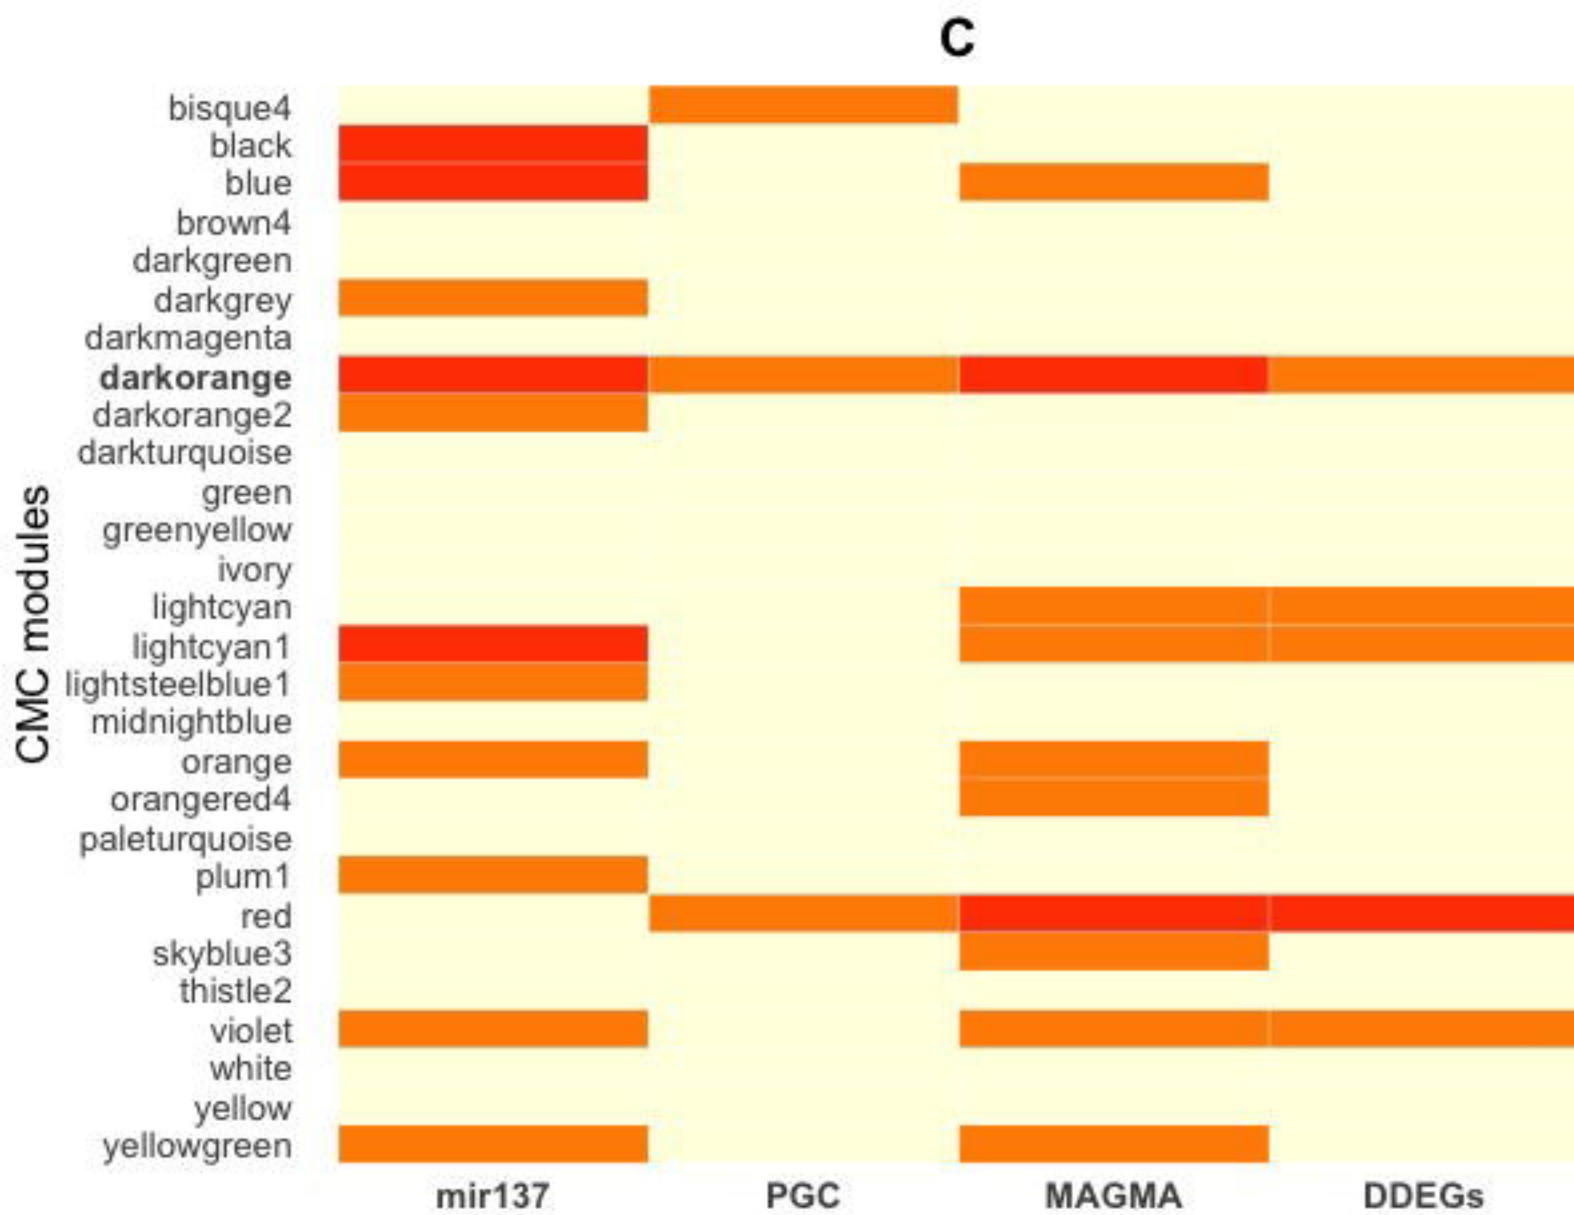 C
bisque4
black
blue
brown4
darkgreen
darkgrey
darkmagenta
darkorange
darkorange2
darkturquoise
green
greenyellow
ivory
lightcyan
lightcyan1
lightsteelblue1
midnightblue
orange
orangered4
paleturquoise
plum1
red
skyblue3
thistle2
violet
white
yellow
yellowgreen
CMC modules
mir137 PGC MAGMA DDEGs